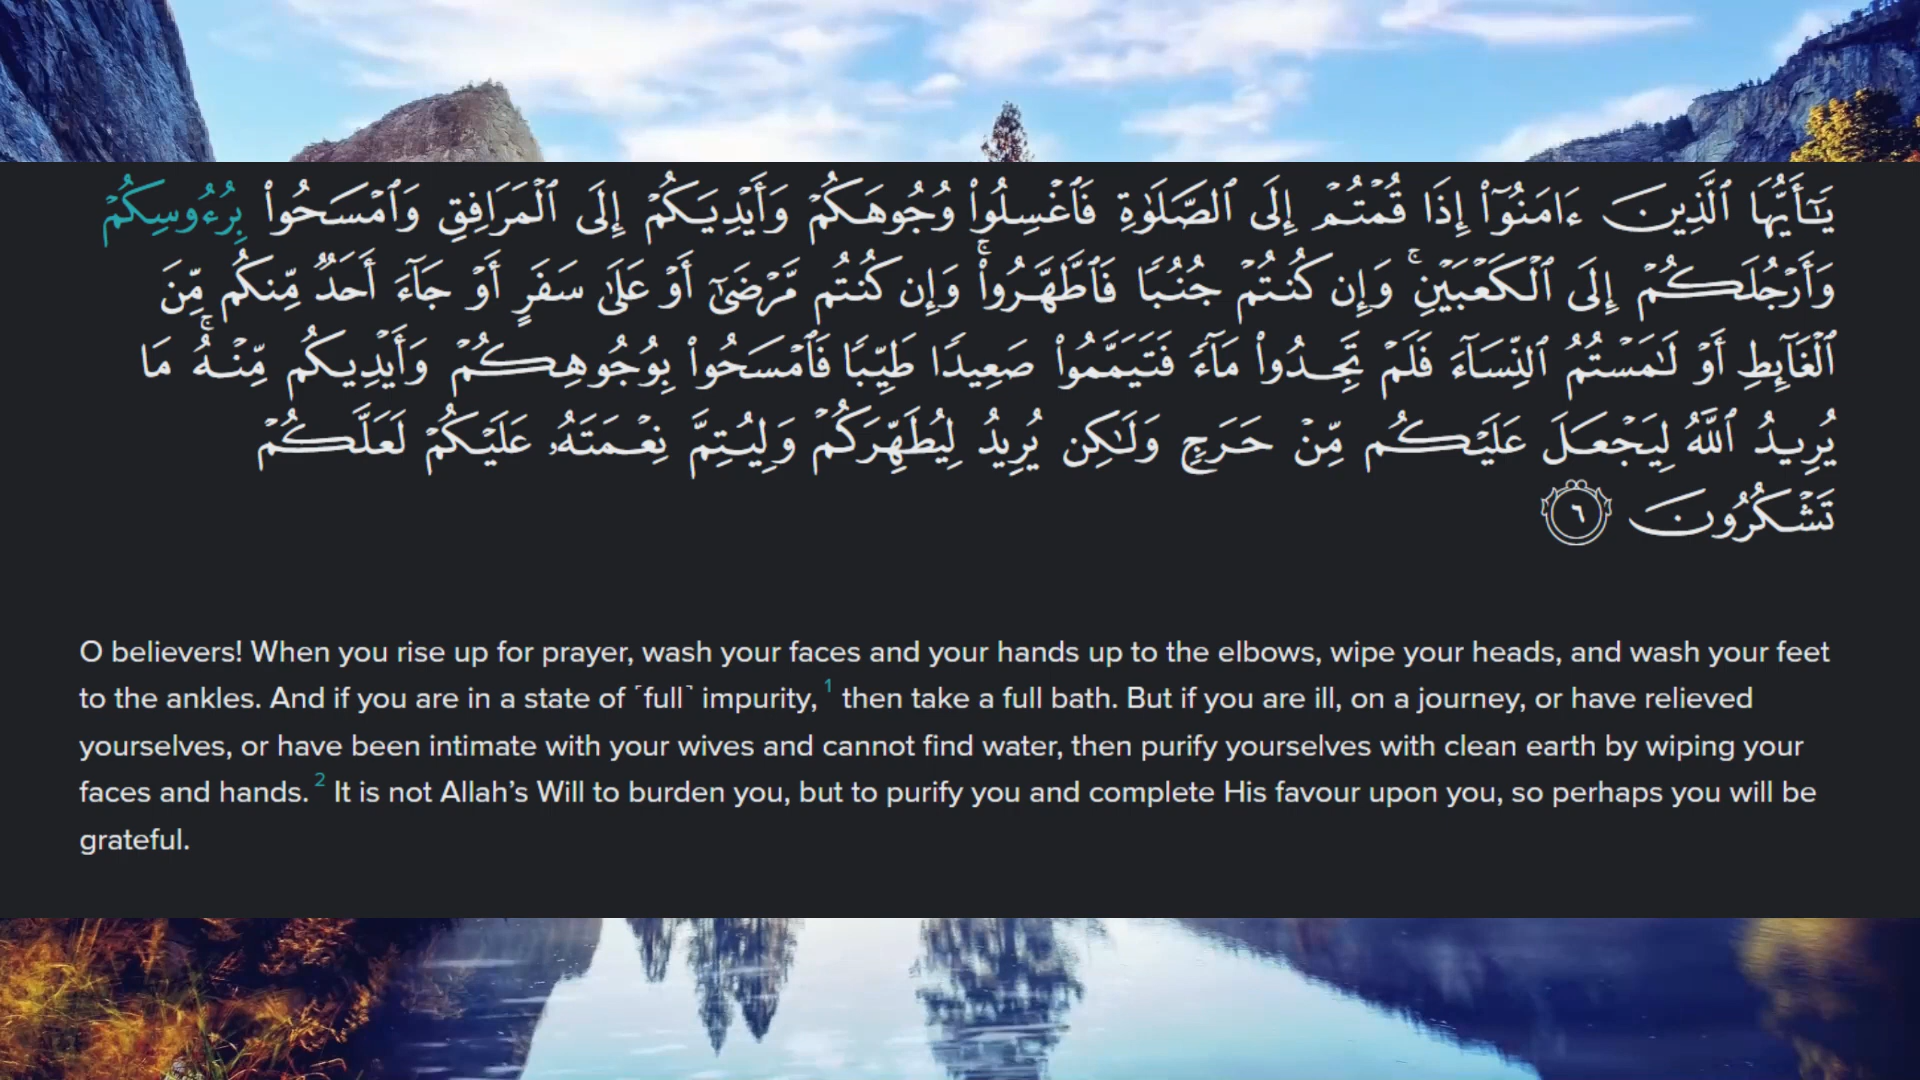 يَـٰٓأَيُّهَا ٱلَّذِينَ ءَامَنُوٓا۟ إِذَا قُمْتُمْ إِلَى ٱلصَّلَوٰةِ فَٱغْسِلُوا۟ وُجُوهَكُمْ وَأَيْدِيَكُمْ إِلَى ٱلْمَرَافِقِ وَٱمْسَحُوا۟ بِرُءُوسِكُمْ
وَأَرْجُلَكُمْ إِلَى ٱلْكَعْبَيْنِ ۚ وَإِن كُنتُمْ جُنُبًا فَٱطَّهَّرُوا۟ ۚ وَإِن كُنتُم مَّرْضَىٰٓ أَوْ عَلَىٰ سَفَرٍ أَوْ جَآءَ أَحَدٌ مِّنكُم مِّنَ
ٱلْغَآئِطِ أَوْ لَـٰمَسْتُمُ ٱلنِّسَآءَ فَلَمْ تَجِدُوا۟ مَآءً فَتَيَمَّمُوا۟ صَعِيدًا طَيِّبًا فَٱمْسَحُوا۟ بِوُجُوهِكُمْ وَأَيْدِيكُم مِّنْهُ ۚ مَا
يُرِيدُ ٱللَّهُ لِيَجْعَلَ عَلَيْكُم مِّنْ حَرَجٍ وَلَـٰكِن يُرِيدُ لِيُطَهِّرَكُمْ وَلِيُتِمَّ نِعْمَتَهُۥ عَلَيْكُمْ لَعَلَّكُمْ
تَشْكُرُونَ ٦
O believers! When you rise up for prayer, wash your faces and your hands up to the elbows, wipe your heads, and wash your feet
to the ankles. And if you are in a state of ˹full˺ impurity, 1 then take a full bath. But if you are ill, on a journey, or have relieved
yourselves, or have been intimate with your wives and cannot find water, then purify yourselves with clean earth by wiping your
faces and hands. 2 It is not Allah’s Will to burden you, but to purify you and complete His favour upon you, so perhaps you will be
grateful.